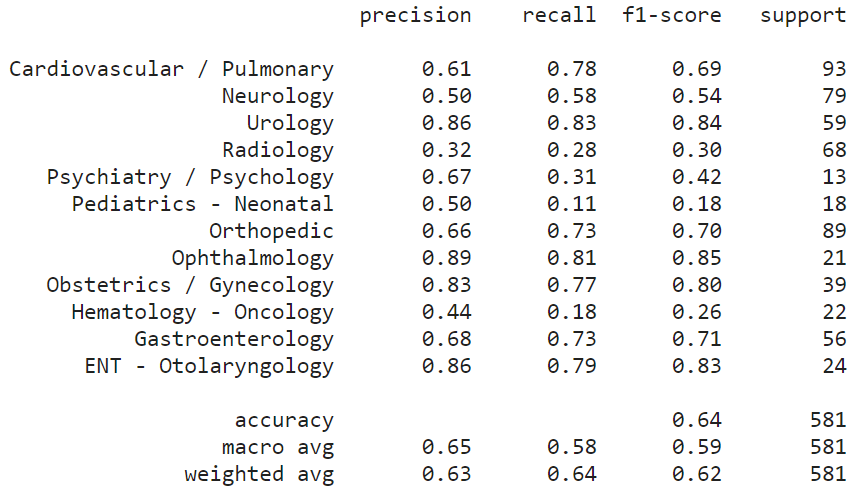 precision recall f1-score support
Cardiovascular / Pulmonary 0.61 0.78 0.69 93
Neurology 0.50 0.58 0.54 79
Urology 0.86 0.83 0.84 59
Radiology 0.32 0.28 0.30 68
Psychiatry / Psychology 0.67 0.31 0.42 13
Pediatrics - Neonatal 0.50 0.11 0.18 18
Orthopedic 0.66 0.73 0.70 89
Ophthalmology 0.89 0.81 0.85 21
Obstetrics / Gynecology 0.83 0.77 0.80 39
Hematology - Oncology 0.44 0.18 0.26 22
Gastroenterology 0.68 0.73 0.71 56
ENT - Otolaryngology 0.86 0.79 0.83 24
accuracy 0.64 581
macro avg 0.65 0.58 0.59 581
weighted avg 0.63 0.64 0.62 581